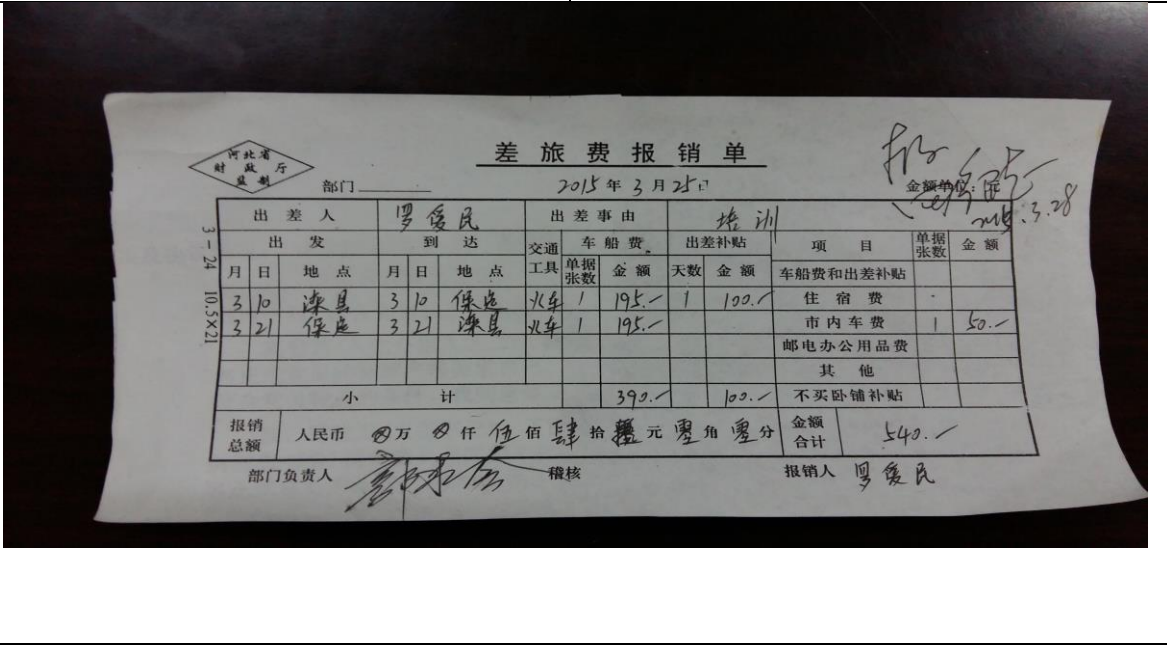 河北省
财政厅
监制
差旅费报销单
部门 2015年3月25日 金额单位：元
2015.3.28
3－24 10.5×21
出差人 罗爱民 出差事由 培训
出发 到达 交通工具 车船费 出差补贴 项目 单据张数 金额
月 日 地点 月 日 地点 单据张数 金额 天数 金额 车船费和出差补贴
3 10 滦县 3 10 保定 火车 1 195.- 1 100.- 住宿费
3 21 保定 3 21 滦县 火车 1 195.- 市内车费 1 50.-
邮电办公用品费
其他
小计 390.- 100.- 不买卧铺补贴
报销总额 人民币 ⊗万 ⊗仟 伍佰 肆拾 零元 零角 零分 金额合计 540.-
部门负责人 稽核 报销人 罗爱民